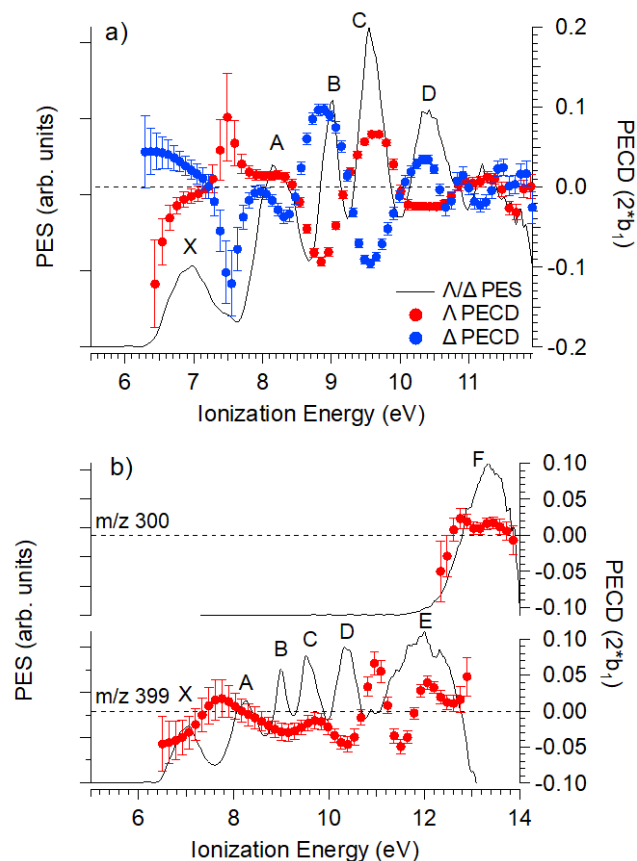 a)
C
B
D
A
X
0.2
0.1
0.0
-0.1
-0.2
PES (arb. units)
PECD (2*b₁)
Λ/Δ PES
Λ PECD
Δ PECD
6 7 8 9 10 11
Ionization Energy (eV)
b)
F
m/z 300
0.10
0.05
0.00
-0.05
-0.10
PES (arb. units)
PECD (2*b₁)
m/z 399
X A B C D E
0.10
0.05
0.00
-0.05
-0.10
6 8 10 12 14
Ionization Energy (eV)